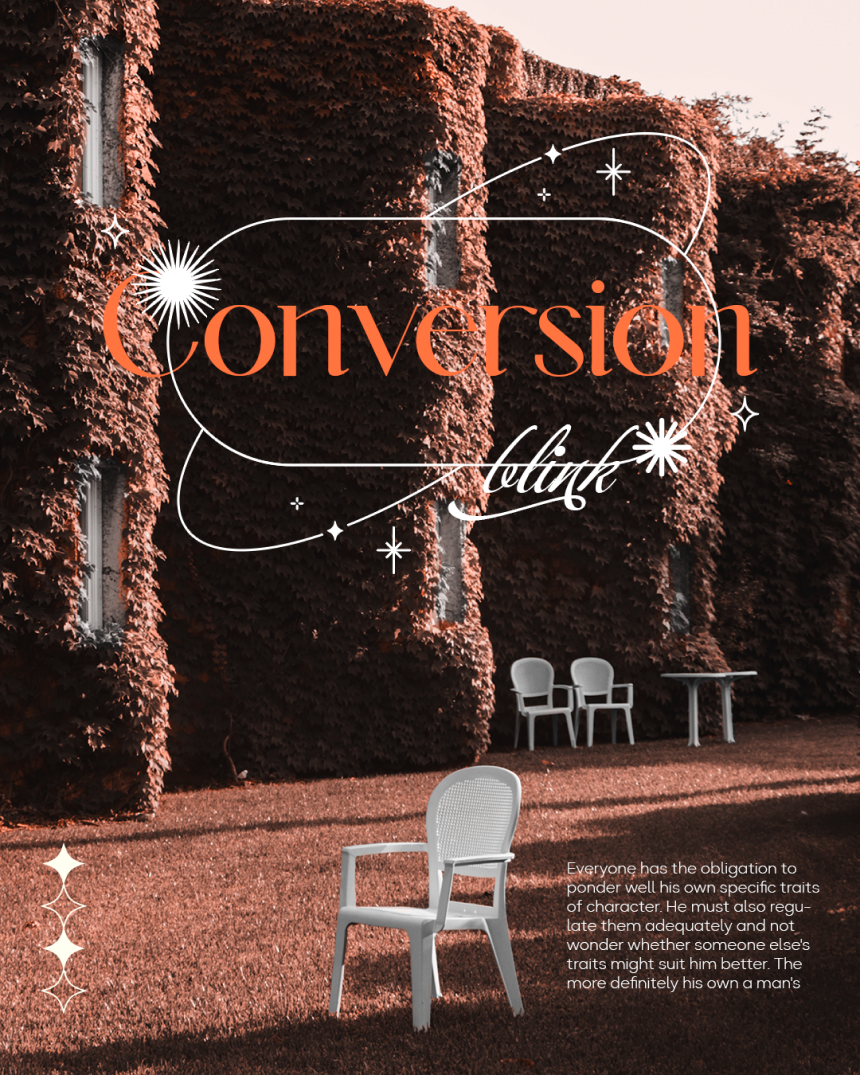 Conversion
blink
Everyone has the obligation to
ponder well his own specific traits
of character. He must also regu-
late them adequately and not
wonder whether someone else's
traits might suit him better. The
more definitely his own a man's